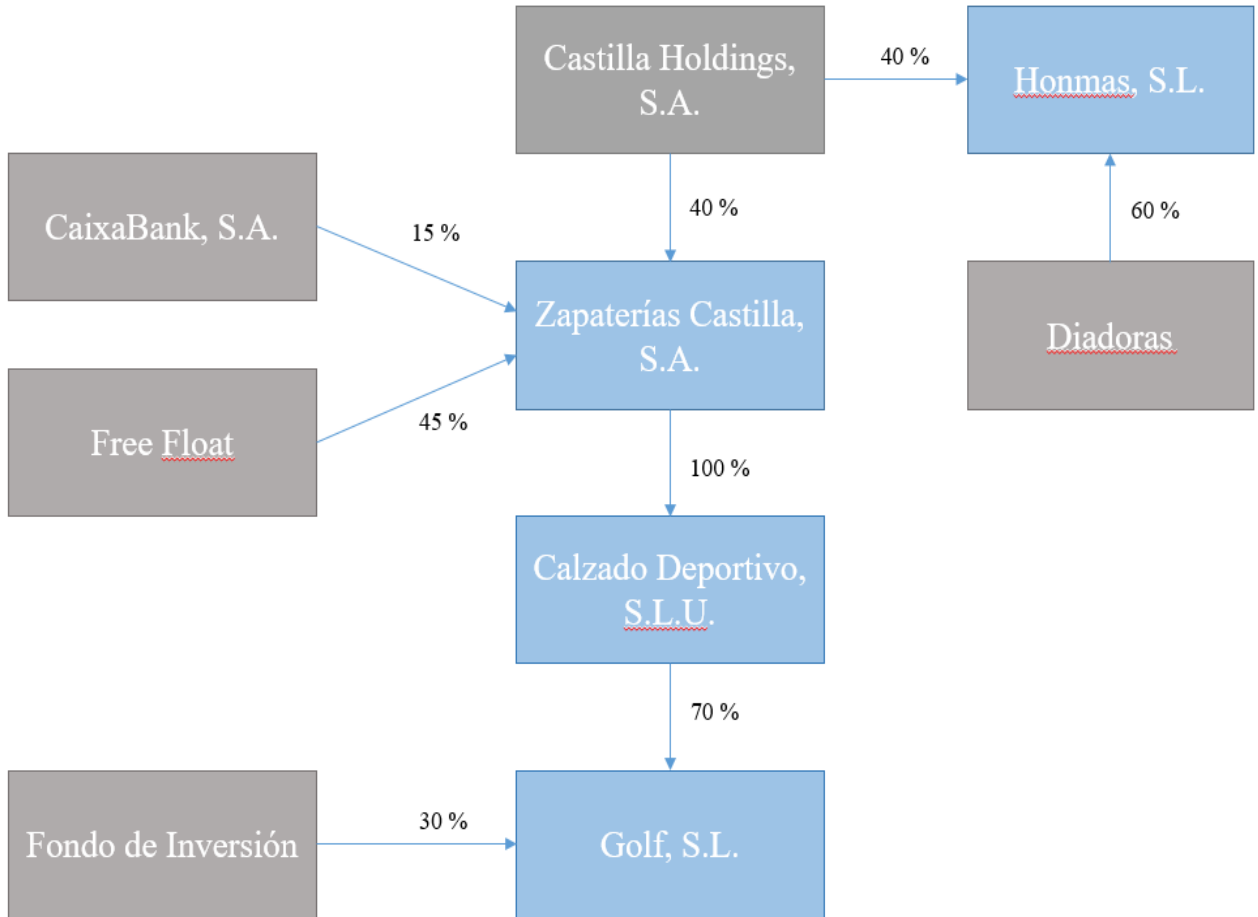 Castilla Holdings,
S.A.
40 %
Honmas, S.L.
40 %
60 %
CaixaBank, S.A.
15 %
Zapaterías Castilla,
S.A.
Diadoras
Free Float
45 %
100 %
Calzado Deportivo,
S.L.U.
70 %
Fondo de Inversión
30 %
Golf, S.L.